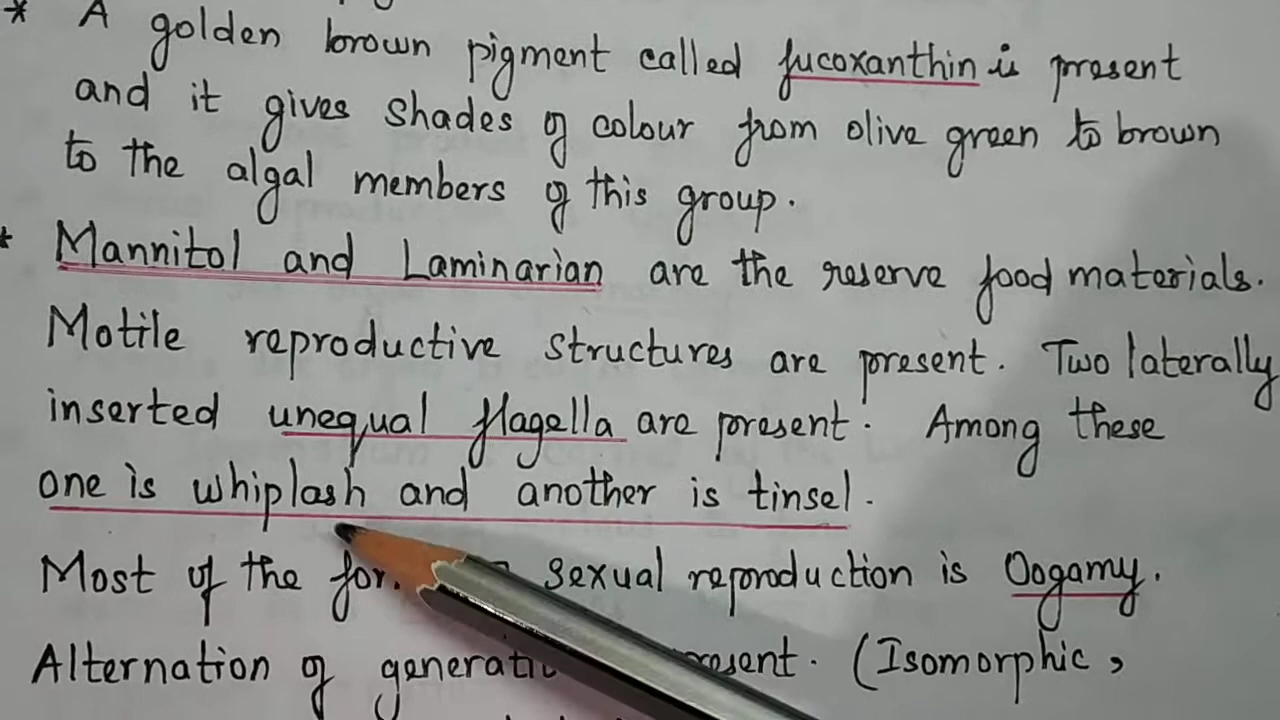 * A golden brown pigment called fucoxanthin is present
and it gives shades of colour from olive green to brown
to the algal members of this group.
* Mannitol and Laminarian are the reserve food materials.
Motile reproductive structures are present. Two laterally
inserted unequal flagella are present. Among these
one is whiplash and another is tinsel.
Most of the sexual reproduction is Oogamy.
Alternation of present. (Isomorphic,